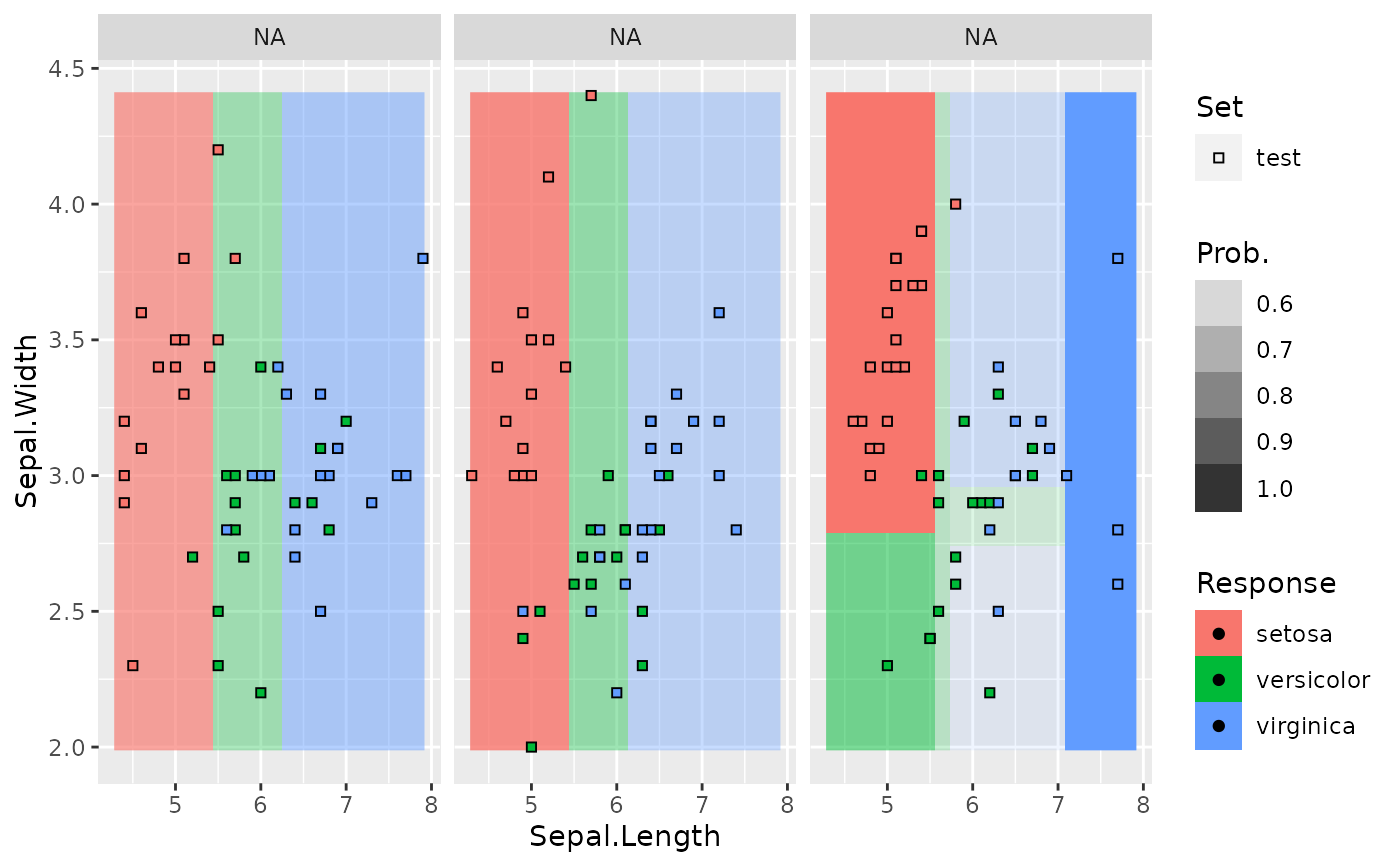 NA NA NA
4.5
4.0
3.5
3.0
2.5
2.0
Sepal.Width
5 6 7 8 5 6 7 8 5 6 7 8
Sepal.Length
Set
test
Prob.
0.6
0.7
0.8
0.9
1.0
Response
setosa
versicolor
virginica